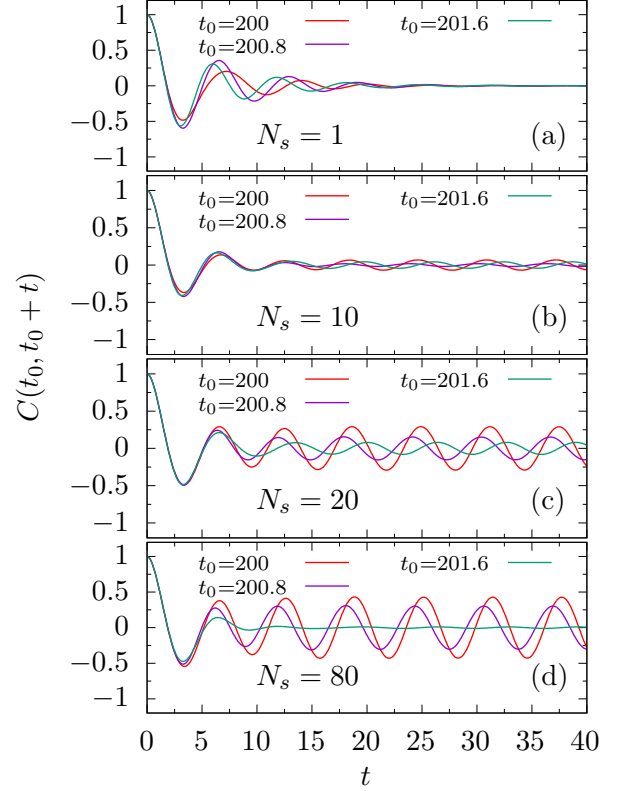 C(t₀, t₀ + t)
1
0.5
0
−0.5
−1
t₀=200
t₀=200.8
t₀=201.6
Nₛ = 1
(a)
1
0.5
0
−0.5
−1
t₀=200
t₀=200.8
t₀=201.6
Nₛ = 10
(b)
1
0.5
0
−0.5
−1
t₀=200
t₀=200.8
t₀=201.6
Nₛ = 20
(c)
1
0.5
0
−0.5
−1
t₀=200
t₀=200.8
t₀=201.6
Nₛ = 80
(d)
0 5 10 15 20 25 30 35 40
t